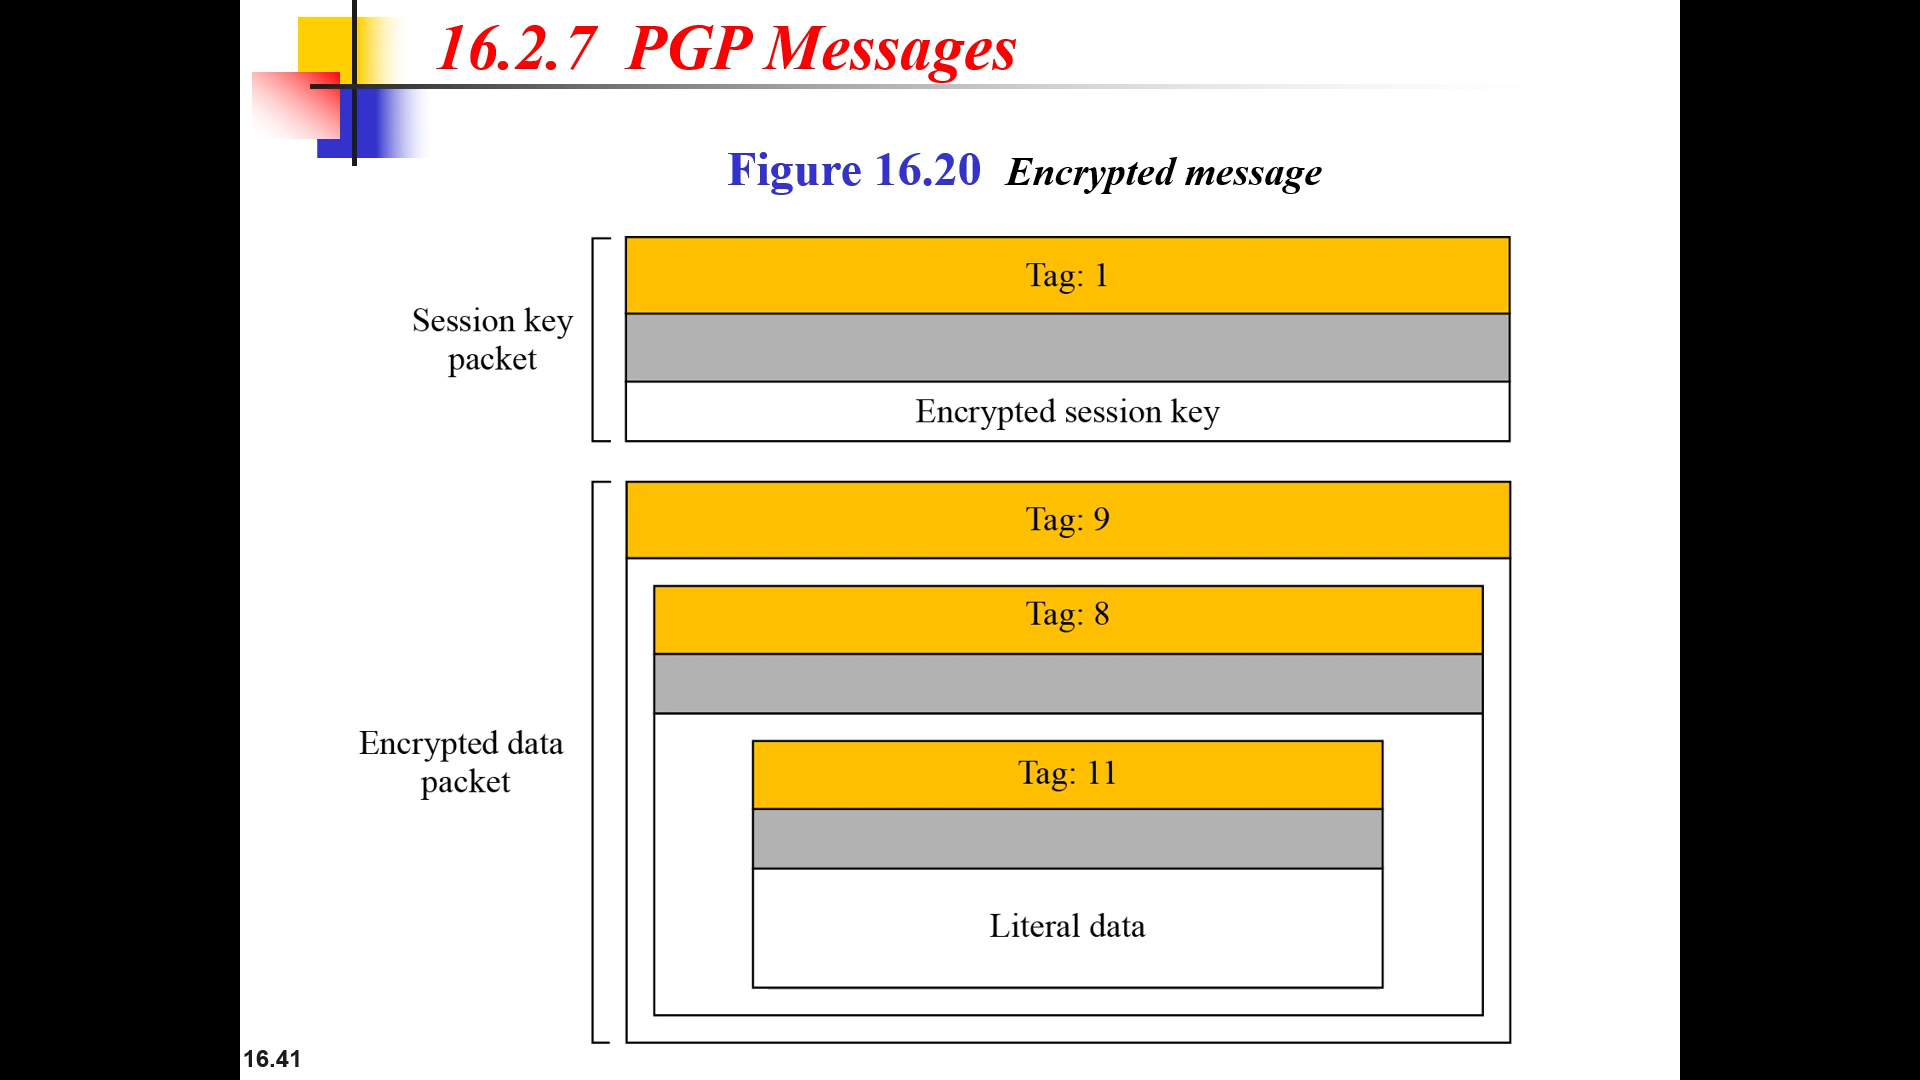 16.2.7 PGP Messages
Figure 16.20 Encrypted message
Tag: 1
Session key
packet
Encrypted session key
Tag: 9
Tag: 8
Encrypted data
packet
Tag: 11
Literal data
16.41